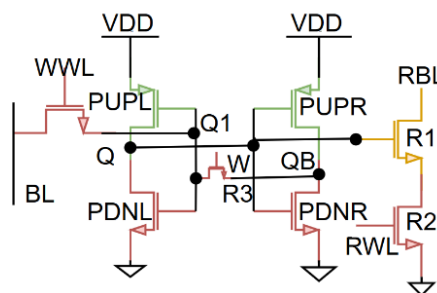 VDD VDD
WWL RBL
PUPL PUPR
Q1 R1
Q W QB
BL R3
PDNL PDNR R2
RWL